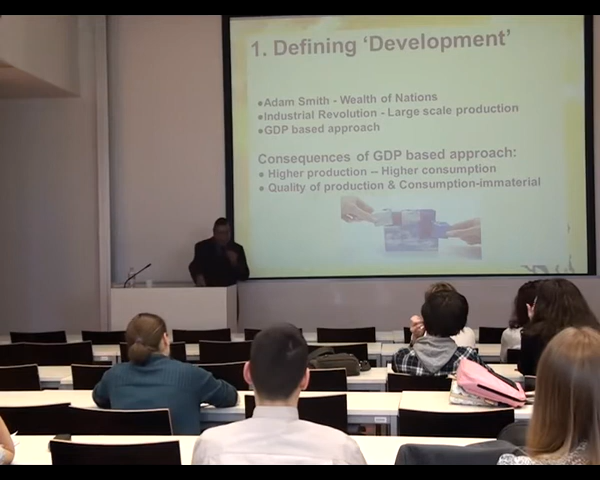 1. Defining ‘Development’
●Adam Smith - Wealth of Nations
●Industrial Revolution - Large scale production
●GDP based approach
Consequences of GDP based approach:
● Higher production -- Higher consumption
● Quality of production & Consumption-immaterial